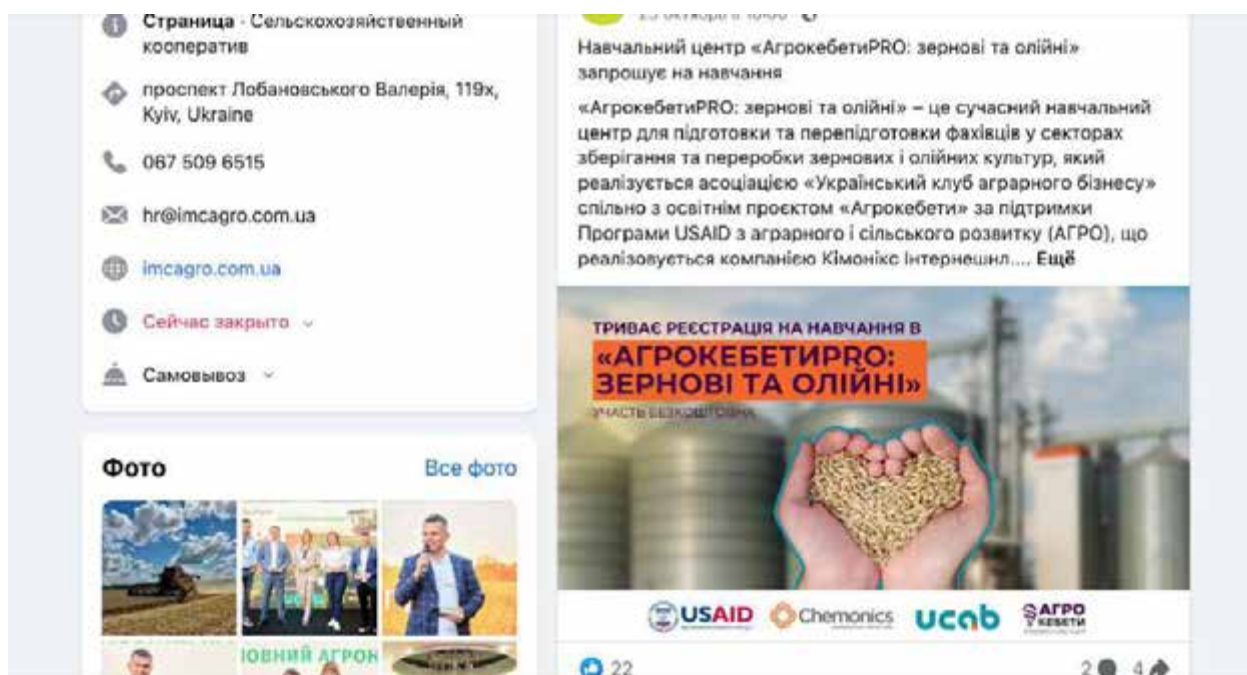 Страница · Сельскохозяйственный
кооператив
проспект Лобановського Валерія, 119х,
Kyiv, Ukraine
067 509 6515
hr@imcagro.com.ua
imcagro.com.ua
Сейчас закрыто
Самовывоз
Фото
Все фото
Навчальний центр «АгрокебетиPRO: зернові та олійні»
запрошує на навчання
«АгрокебетиPRO: зернові та олійні» – це сучасний навчальний
центр для підготовки та перепідготовки фахівців у секторах
зберігання та переробки зернових і олійних культур, який
реалізується асоціацією «Український клуб аграрного бізнесу»
спільно з освітнім проєктом «Агрокебети» за підтримки
Програми USAID з аграрного і сільського розвитку (АГРО), що
реалізовується компанією Кімонікс Інтернешнл.... Ещё
ТРИВАЄ РЕЄСТРАЦІЯ НА НАВЧАННЯ В
«АГРОКЕБЕТИPRO:
ЗЕРНОВІ ТА ОЛІЙНІ»
УЧАСТЬ БЕЗКОШТОВНА
USAID Chemonics ucab АГРО
КЕБЕТИ
ОВНИЙ АГРОН
22
2 4